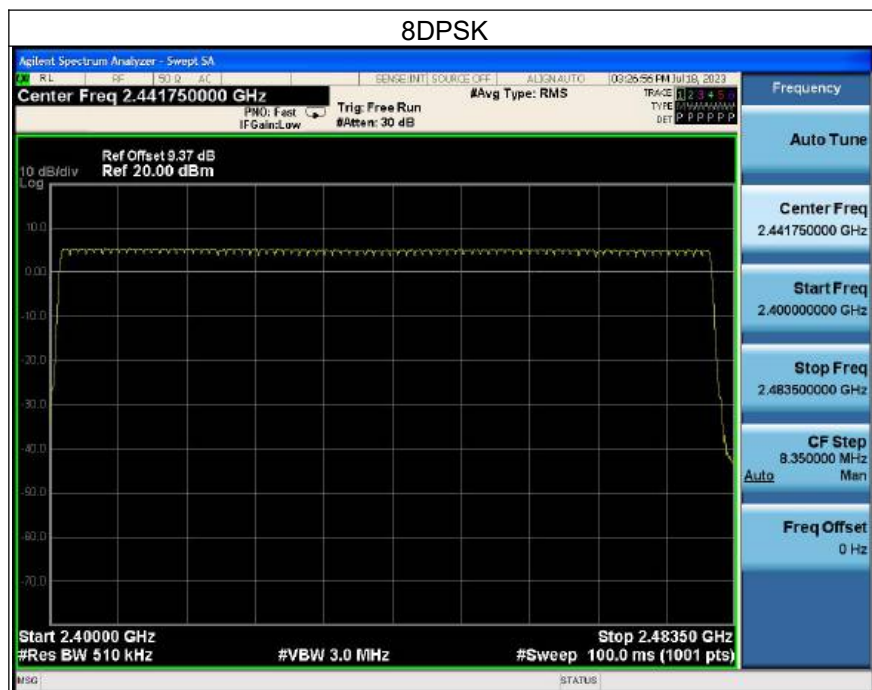 8DPSK
Agilent Spectrum Analyzer - Swept SA
RL RF 50 Ω AC SENSE:INT SOURCE OFF ALIGN AUTO 03:26:56 PM Jul 18, 2023
Center Freq 2.441750000 GHz
#Avg Type: RMS
TRACE 1 2 3 4 5 6
PNO: Fast
Trig: Free Run
TYPE
IFGain:Low
#Atten: 30 dB
DET P P P P P P
Ref Offset 9.37 dB
10 dB/div Ref 20.00 dBm
Log
10.0
0.00
-10.0
-20.0
-30.0
-40.0
-50.0
-60.0
-70.0
Start 2.40000 GHz Stop 2.48350 GHz
#Res BW 510 kHz #VBW 3.0 MHz #Sweep 100.0 ms (1001 pts)
MSG STATUS
Frequency
Auto Tune
Center Freq
2.441750000 GHz
Start Freq
2.400000000 GHz
Stop Freq
2.483500000 GHz
CF Step
8.350000 MHz
Auto Man
Freq Offset
0 Hz